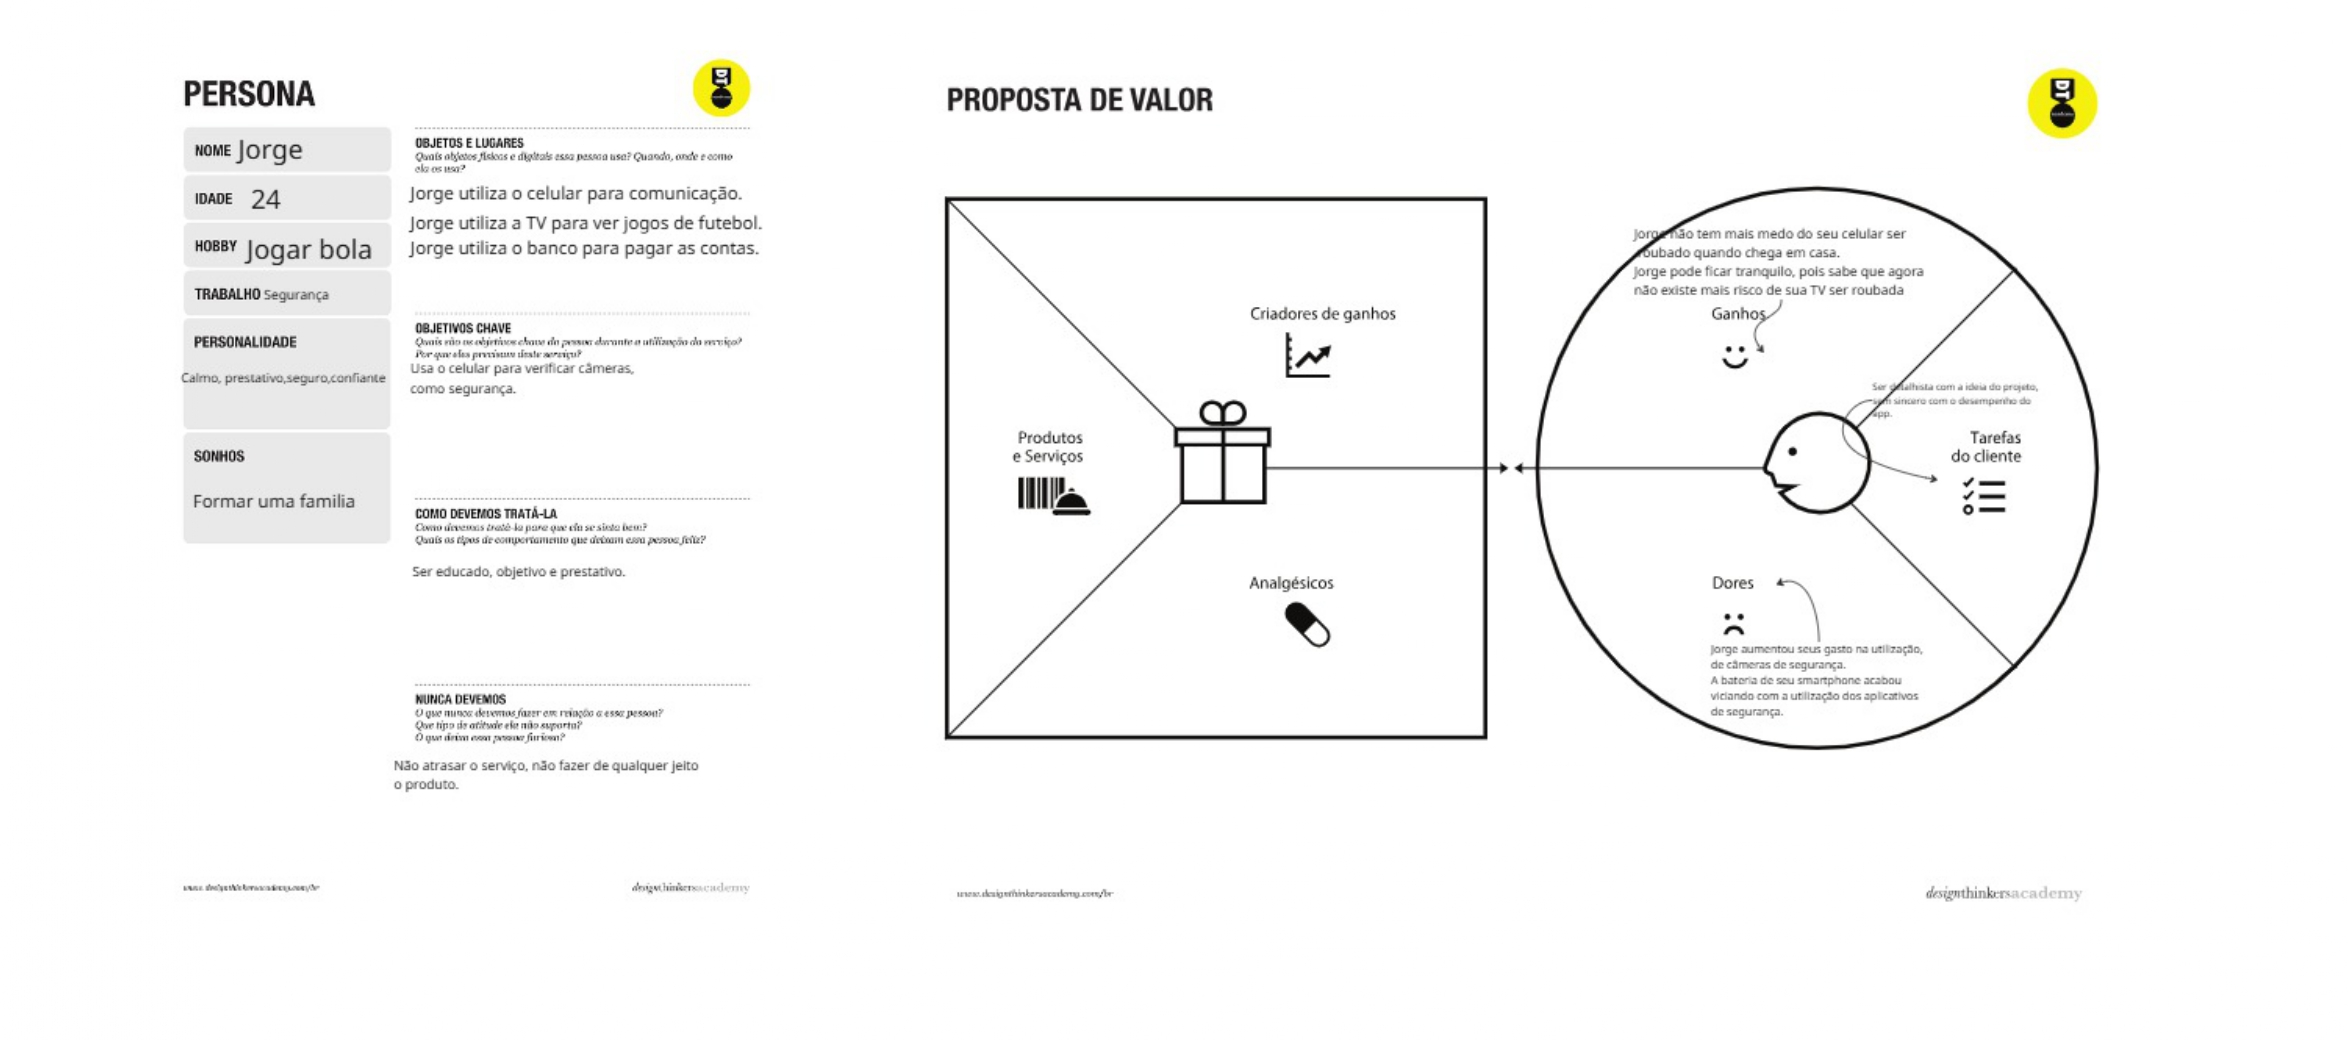 PERSONA
NOME Jorge
IDADE 24
HOBBY Jogar bola
TRABALHO Segurança
PERSONALIDADE
Calmo, prestativo,seguro,confiante
SONHOS
Formar uma familia
DT
OBJETOS E LUGARES
Quais objetos físicos e digitais essa pessoa usa? Quando, onde e como
ela os usa?
Jorge utiliza o celular para comunicação.
Jorge utiliza a TV para ver jogos de futebol.
Jorge utiliza o banco para pagar as contas.
OBJETIVOS CHAVE
Quais são os objetivos chave da pessoa durante a utilização do serviço?
Por que eles precisam deste serviço?
Usa o celular para verificar câmeras,
como segurança.
COMO DEVEMOS TRATÁ-LA
Como devemos tratá-la para que ela se sinta bem?
Quais os tipos de comportamento que deixam essa pessoa feliz?
Ser educado, objetivo e prestativo.
NUNCA DEVEMOS
O que nunca devemos fazer em relação a essa pessoa?
Que tipo de atitude ela não suporta?
O que deixa essa pessoa furiosa?
Não atrasar o serviço, não fazer de qualquer jeito
o produto.
www.designthinkersacademy.com/br
designthinkersacademy
PROPOSTA DE VALOR
DT
Criadores de ganhos
Produtos
e Serviços
Analgésicos
Jorge não tem mais medo do seu celular ser
roubado quando chega em casa.
Jorge pode ficar tranquilo, pois sabe que agora
não existe mais risco de sua TV ser roubada
Ganhos
Ser detalhista com a ideia do projeto,
sem sincero com o desempenho do
app.
Tarefas
do cliente
Dores
Jorge aumentou seus gasto na utilização,
de câmeras de segurança.
A bateria de seu smartphone acabou
viciando com a utilização dos aplicativos
de segurança.
www.designthinkersacademy.com/br
designthinkersacademy